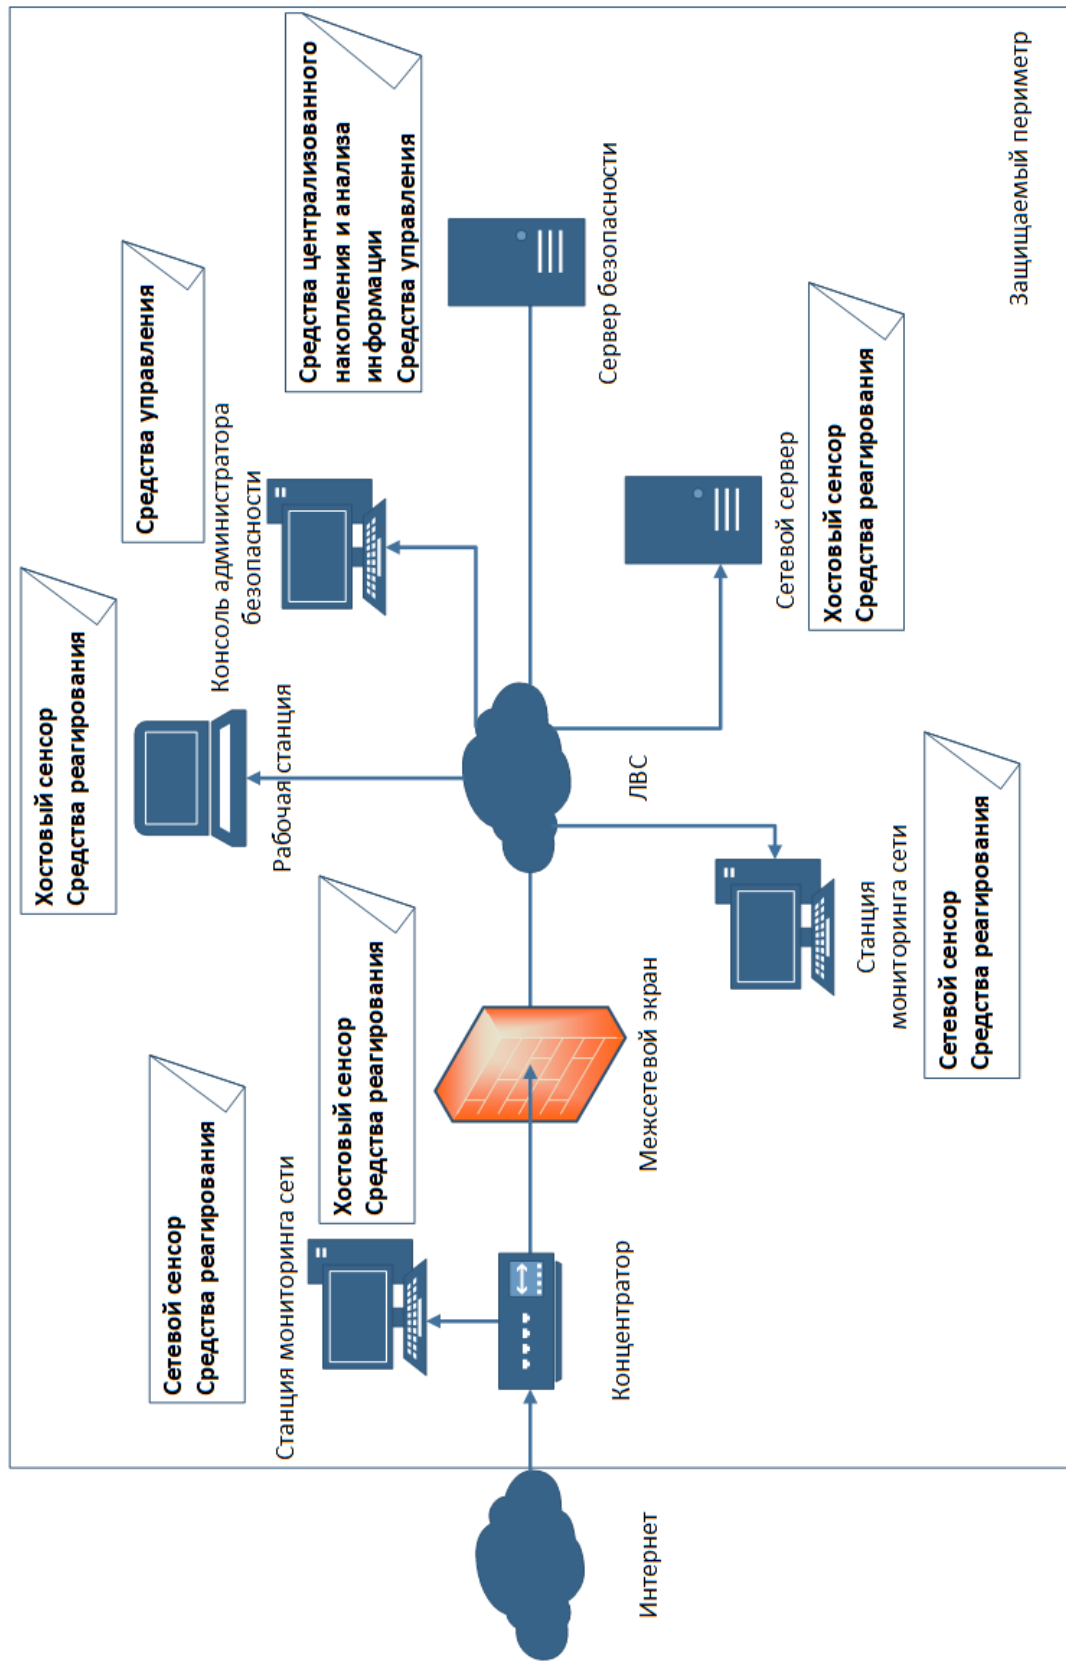 Сетевой сенсор
Средства реагирования
Станция мониторинга сети
Хостовый сенсор
Средства реагирования
Хостовый сенсор
Средства реагирования
Рабочая станция
Средства управления
Консоль администратора
безопасности
Средства централизованного
накопления и анализа
информации
Средства управления
Сервер безопасности
Интернет
Концентратор
Межсетевой экран
ЛВС
Станция
мониторинга сети
Сетевой сенсор
Средства реагирования
Сетевой сервер
Хостовый сенсор
Средства реагирования
Защищаемый периметр